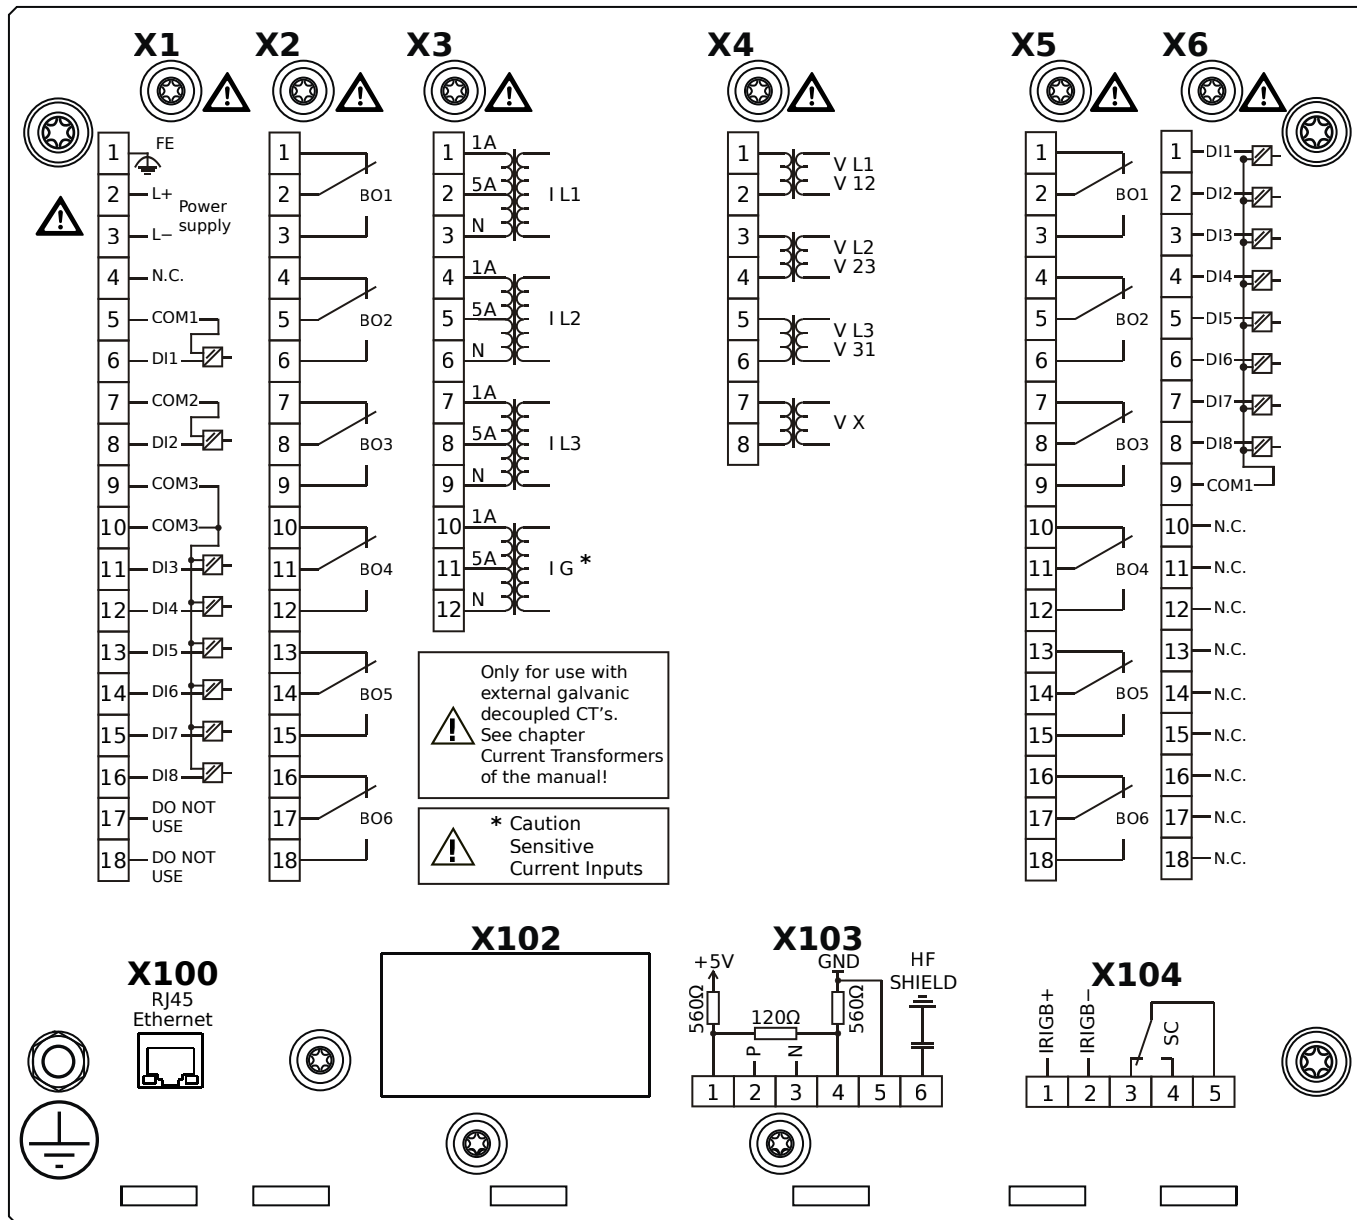 X1
X2
X3
X4
X5
X6
1 FE
2 L+
Power
supply
3 L−
4 N.C.
5 COM1
6 DI1
7 COM2
8 DI2
9 COM3
10 COM3
11 DI3
12 DI4
13 DI5
14 DI6
15 DI7
16 DI8
17 DO NOT
USE
18 DO NOT
USE
1
2 BO1
3
4
5 BO2
6
7
8 BO3
9
10
11 BO4
12
13
14 BO5
15
16
17 BO6
18
1 1A
2 5A I L1
3 N
4 1A
5 5A I L2
6 N
7 1A
8 5A I L3
9 N
10 1A
11 5A I G *
12 N
Only for use with
external galvanic
decoupled CT's.
See chapter
Current Transformers
of the manual!
* Caution
Sensitive
Current Inputs
1 V L1
2 V 12
3 V L2
4 V 23
5 V L3
6 V 31
7 V X
8
1
2 BO1
3
4
5 BO2
6
7
8 BO3
9
10
11 BO4
12
13
14 BO5
15
16
17 BO6
18
1 DI1
2 DI2
3 DI3
4 DI4
5 DI5
6 DI6
7 DI7
8 DI8
9 COM1
10 N.C.
11 N.C.
12 N.C.
13 N.C.
14 N.C.
15 N.C.
16 N.C.
17 N.C.
18 N.C.
X100
RJ45
Ethernet
X102
X103
+5V
GND
HF
SHIELD
560Ω
120Ω
560Ω
P
N
1 2 3 4 5 6
X104
IRIGB+
IRIGB−
SC
1 2 3 4 5